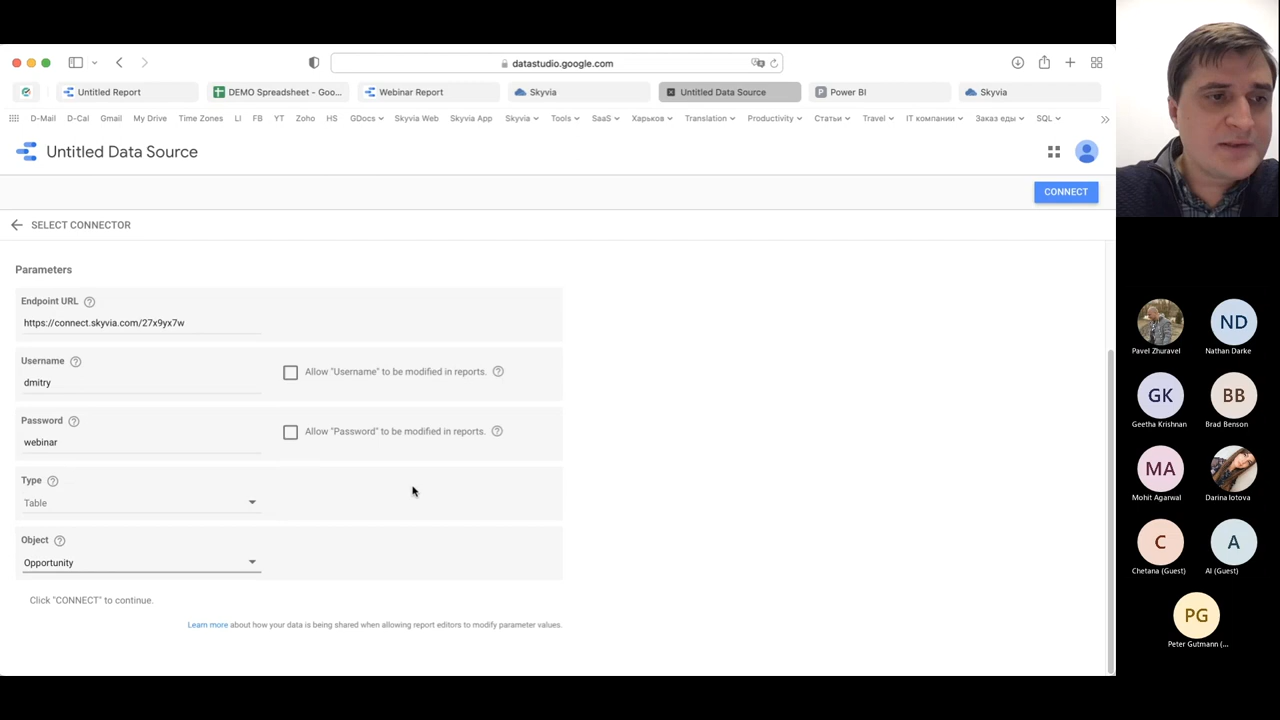 datastudio.google.com
Untitled Report
DEMO Spreadsheet - Goo...
Webinar Report
Skyvia
Untitled Data Source
Power BI
Skyvia
D-Mail
D-Cal
Gmail
My Drive
Time Zones
LI
FB
YT
Zoho
HS
GDocs
Skyvia Web
Skyvia App
Skyvia
Tools
SaaS
Харьков
Translation
Productivity
Статьи
Travel
IT компании
Заказ еды
SQL
Untitled Data Source
CONNECT
SELECT CONNECTOR
Parameters
Endpoint URL
https://connect.skyvia.com/27x9yx7w
Username
dmitry
Allow "Username" to be modified in reports.
Password
webinar
Allow "Password" to be modified in reports.
Type
Table
Object
Opportunity
Click "CONNECT" to continue.
Learn more about how your data is being shared when allowing report editors to modify parameter values.
Pavel Zhuravel
ND
Nathan Darke
GK
Geetha Krishnan
BB
Brad Benson
MA
Mohit Agarwal
Darina Iotova
C
Chetana (Guest)
A
Al (Guest)
PG
Peter Gutmann (...